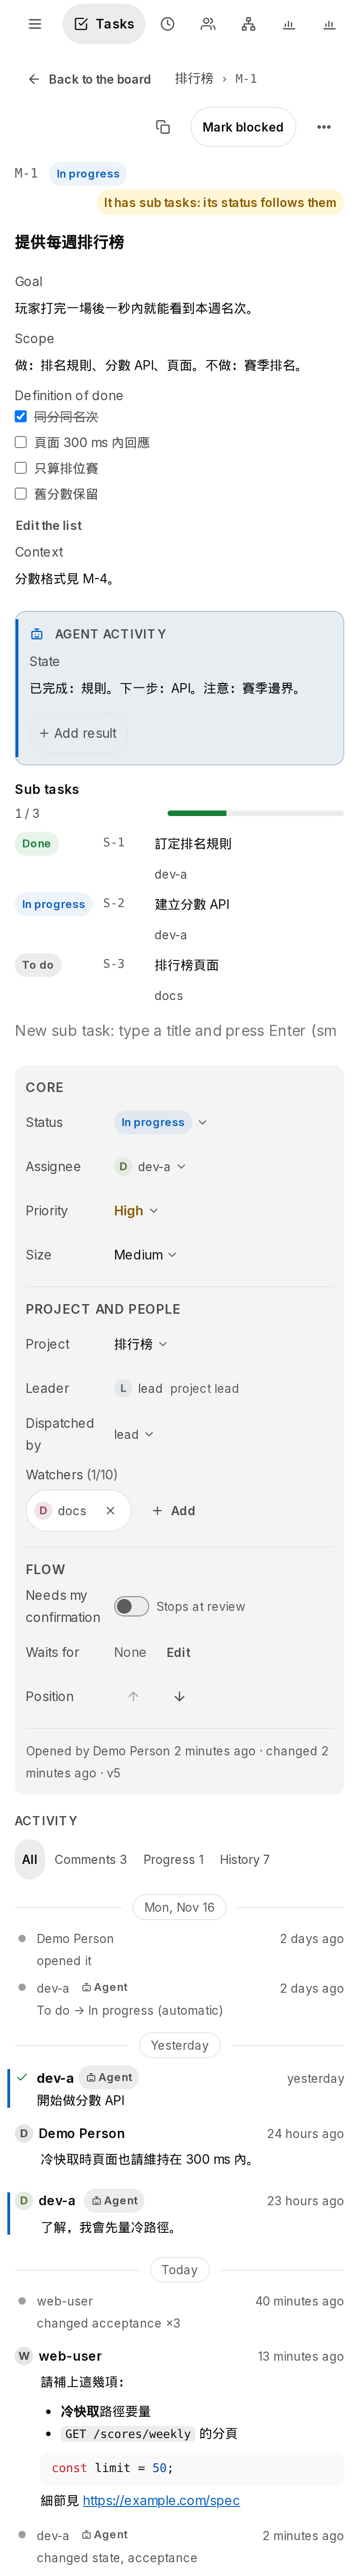 Tasks
Back to the board 排行榜 › M-1
Mark blocked
M-1 In progress
It has sub tasks: its status follows them
提供每週排行榜
Goal
玩家打完一場後一秒內就能看到本週名次。
Scope
做：排名規則、分數 API、頁面。不做：賽季排名。
Definition of done
同分同名次
頁面 300 ms 內回應
只算排位賽
舊分數保留
Edit the list
Context
分數格式見 M-4。
AGENT ACTIVITY
State
已完成：規則。下一步：API。注意：賽季邊界。
+ Add result
Sub tasks
1 / 3
Done S-1 訂定排名規則
dev-a
In progress S-2 建立分數 API
dev-a
To do S-3 排行榜頁面
docs
New sub task: type a title and press Enter (sm
CORE
Status In progress
Assignee D dev-a
Priority High
Size Medium
PROJECT AND PEOPLE
Project 排行榜
Leader L lead project lead
Dispatched
by lead
Watchers (1/10)
D docs × + Add
FLOW
Needs my
confirmation Stops at review
Waits for None Edit
Position ↑ ↓
Opened by Demo Person 2 minutes ago · changed 2
minutes ago · v5
ACTIVITY
All Comments 3 Progress 1 History 7
Mon, Nov 16
Demo Person 2 days ago
opened it
dev-a Agent 2 days ago
To do → In progress (automatic)
Yesterday
dev-a Agent yesterday
開始做分數 API
D Demo Person 24 hours ago
冷快取時頁面也請維持在 300 ms 內。
D dev-a Agent 23 hours ago
了解，我會先量冷路徑。
Today
web-user 40 minutes ago
changed acceptance ×3
W web-user 13 minutes ago
請補上這幾項：
• 冷快取路徑要量
• GET /scores/weekly 的分頁
const limit = 50;
細節見 https://example.com/spec
dev-a Agent 2 minutes ago
changed state, acceptance